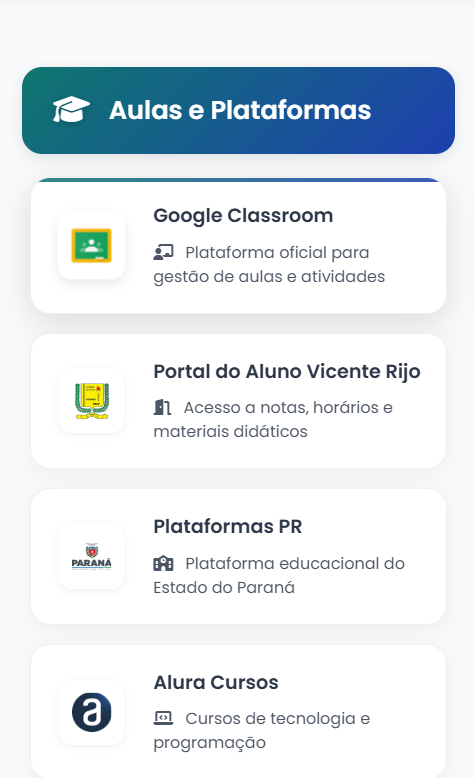 Aulas e Plataformas
Google Classroom
Plataforma oficial para
gestão de aulas e atividades
Portal do Aluno Vicente Rijo
Acesso a notas, horários e
materiais didáticos
PARANÁ
Plataformas PR
Plataforma educacional do
Estado do Paraná
a
Alura Cursos
Cursos de tecnologia e
programação